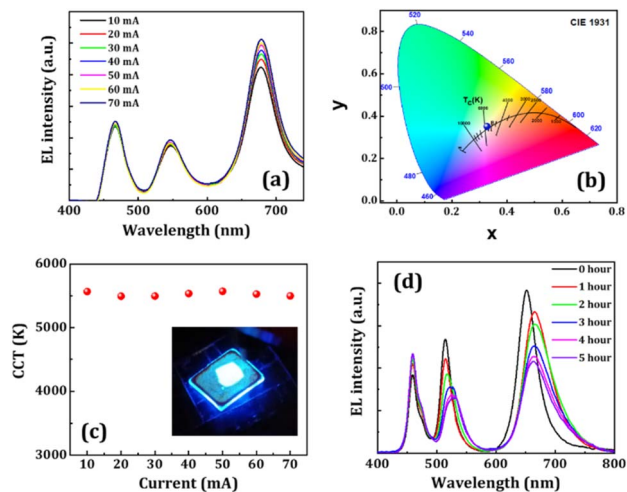 10 mA
20 mA
30 mA
40 mA
50 mA
60 mA
70 mA
EL intensity (a.u.)
(a)
400 500 600 700
Wavelength (nm)
CIE 1931
520
540
560
500
580
600
620
480
460
Tc(K)
0.8
0.6
0.4
0.2
0.0
y
(b)
0.0 0.2 0.4 0.6 0.8
x
6000
5000
4000
3000
CCT (K)
(c)
10 20 30 40 50 60 70
Current (mA)
(d)
0 hour
1 hour
2 hour
3 hour
4 hour
5 hour
EL intensity (a.u.)
400 500 600 700 800
Wavelength (nm)